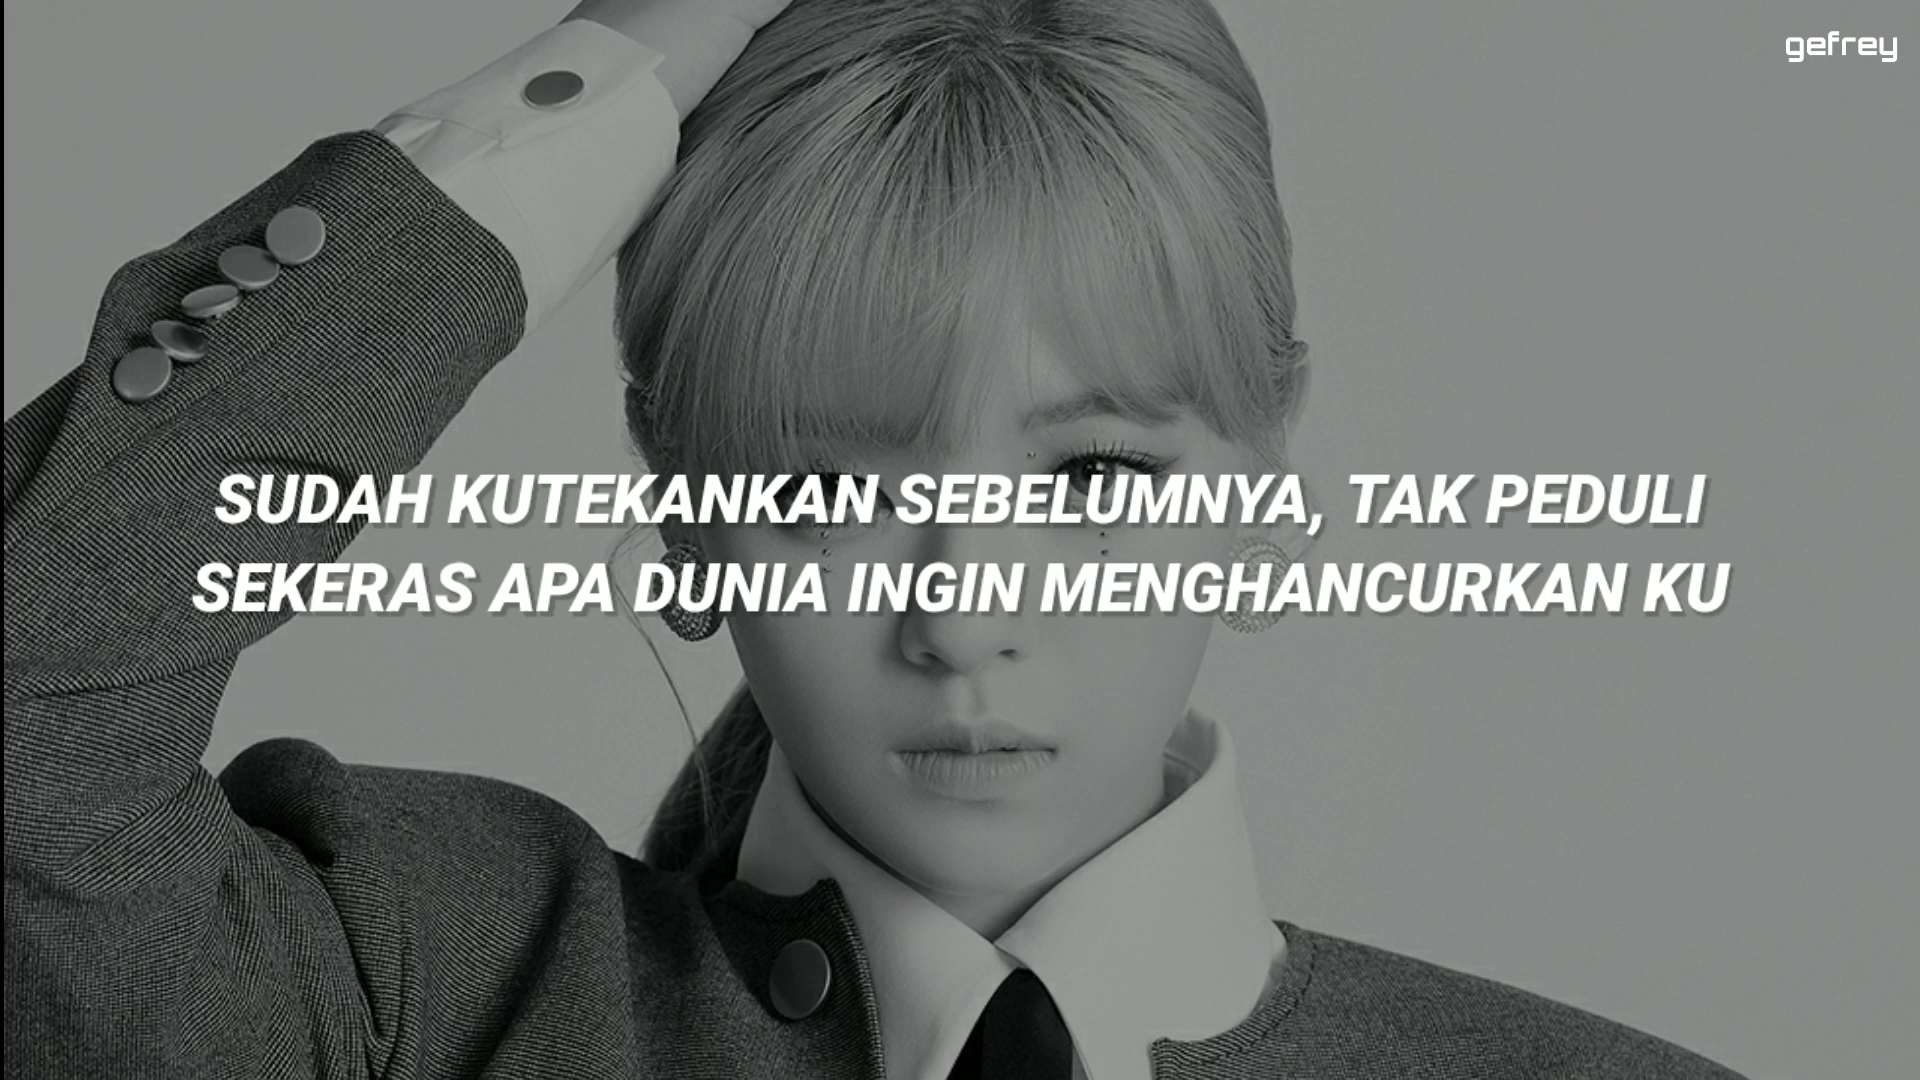 gefrey
SUDAH KUTEKANKAN SEBELUMNYA, TAK PEDULI
SEKERAS APA DUNIA INGIN MENGHANCURKAN KU